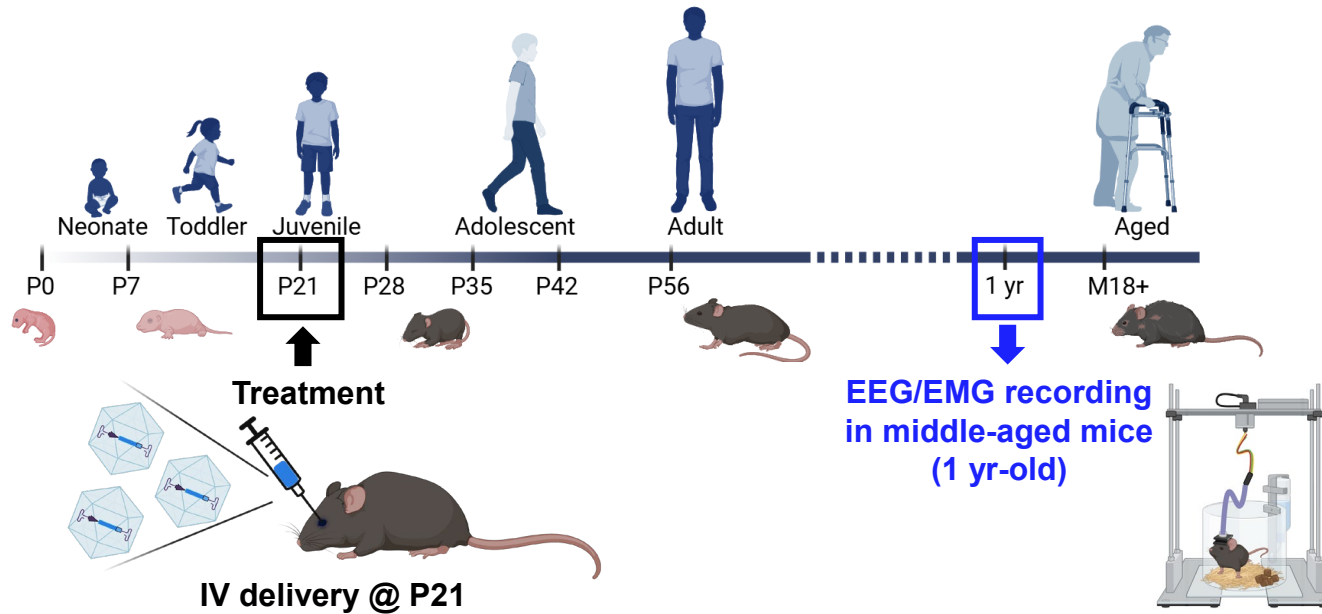 Neonate
Toddler
Juvenile
Adolescent
Adult
Aged
P0
P7
P21
P28
P35
P42
P56
1 yr
M18+
Treatment
IV delivery @ P21
EEG/EMG recording
in middle-aged mice
(1 yr-old)